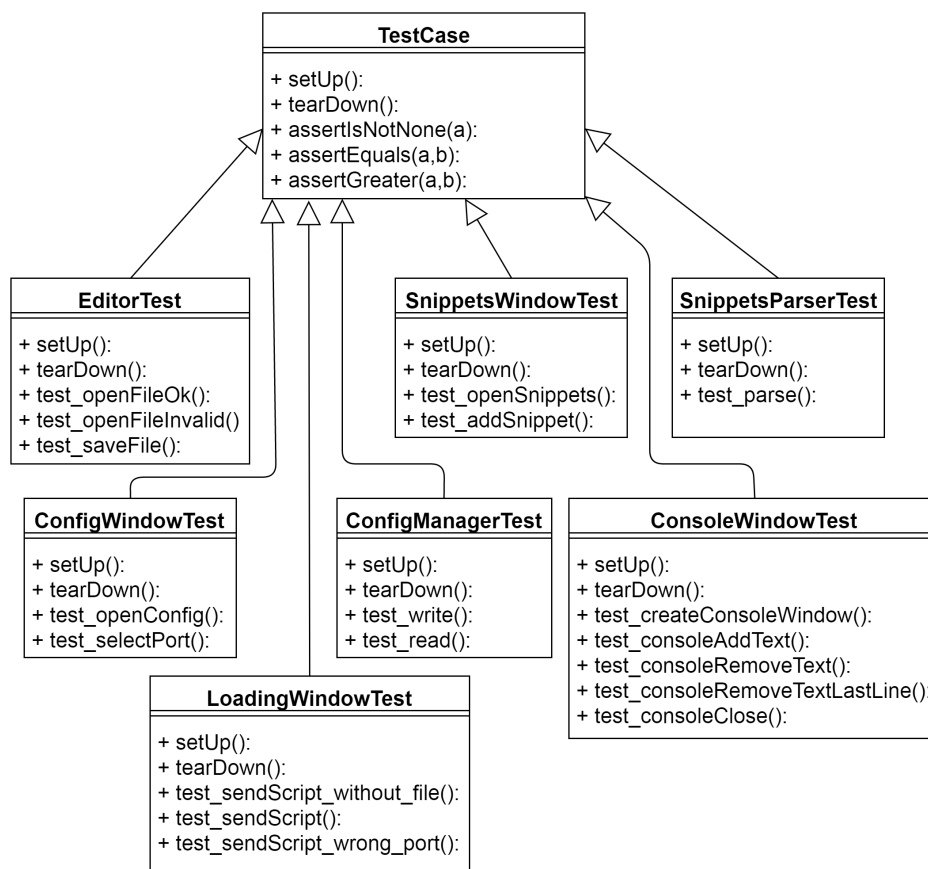 TestCase
+ setUp():
+ tearDown():
+ assertIsNotNone(a):
+ assertEquals(a,b):
+ assertGreater(a,b):
EditorTest
+ setUp():
+ tearDown():
+ test_openFileOk():
+ test_openFileInvalid()
+ test_saveFile():
SnippetsWindowTest
+ setUp():
+ tearDown():
+ test_openSnippets():
+ test_addSnippet():
SnippetsParserTest
+ setUp():
+ tearDown():
+ test_parse():
ConfigWindowTest
+ setUp():
+ tearDown():
+ test_openConfig():
+ test_selectPort():
ConfigManagerTest
+ setUp():
+ tearDown():
+ test_write():
+ test_read():
ConsoleWindowTest
+ setUp():
+ tearDown():
+ test_createConsoleWindow():
+ test_consoleAddText():
+ test_consoleRemoveText():
+ test_consoleRemoveTextLastLine():
+ test_consoleClose():
LoadingWindowTest
+ setUp():
+ tearDown():
+ test_sendScript_without_file():
+ test_sendScript():
+ test_sendScript_wrong_port():